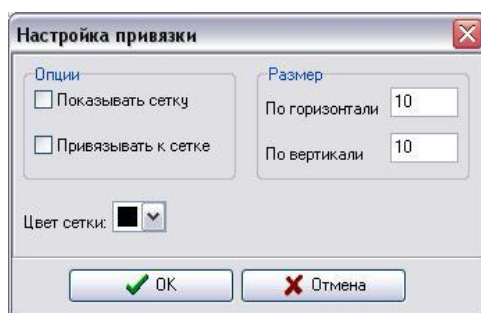 Настройка привязки
Опции
Показывать сетку
Привязывать к сетке
Размер
По горизонтали 10
По вертикали 10
Цвет сетки:
OK
Отмена